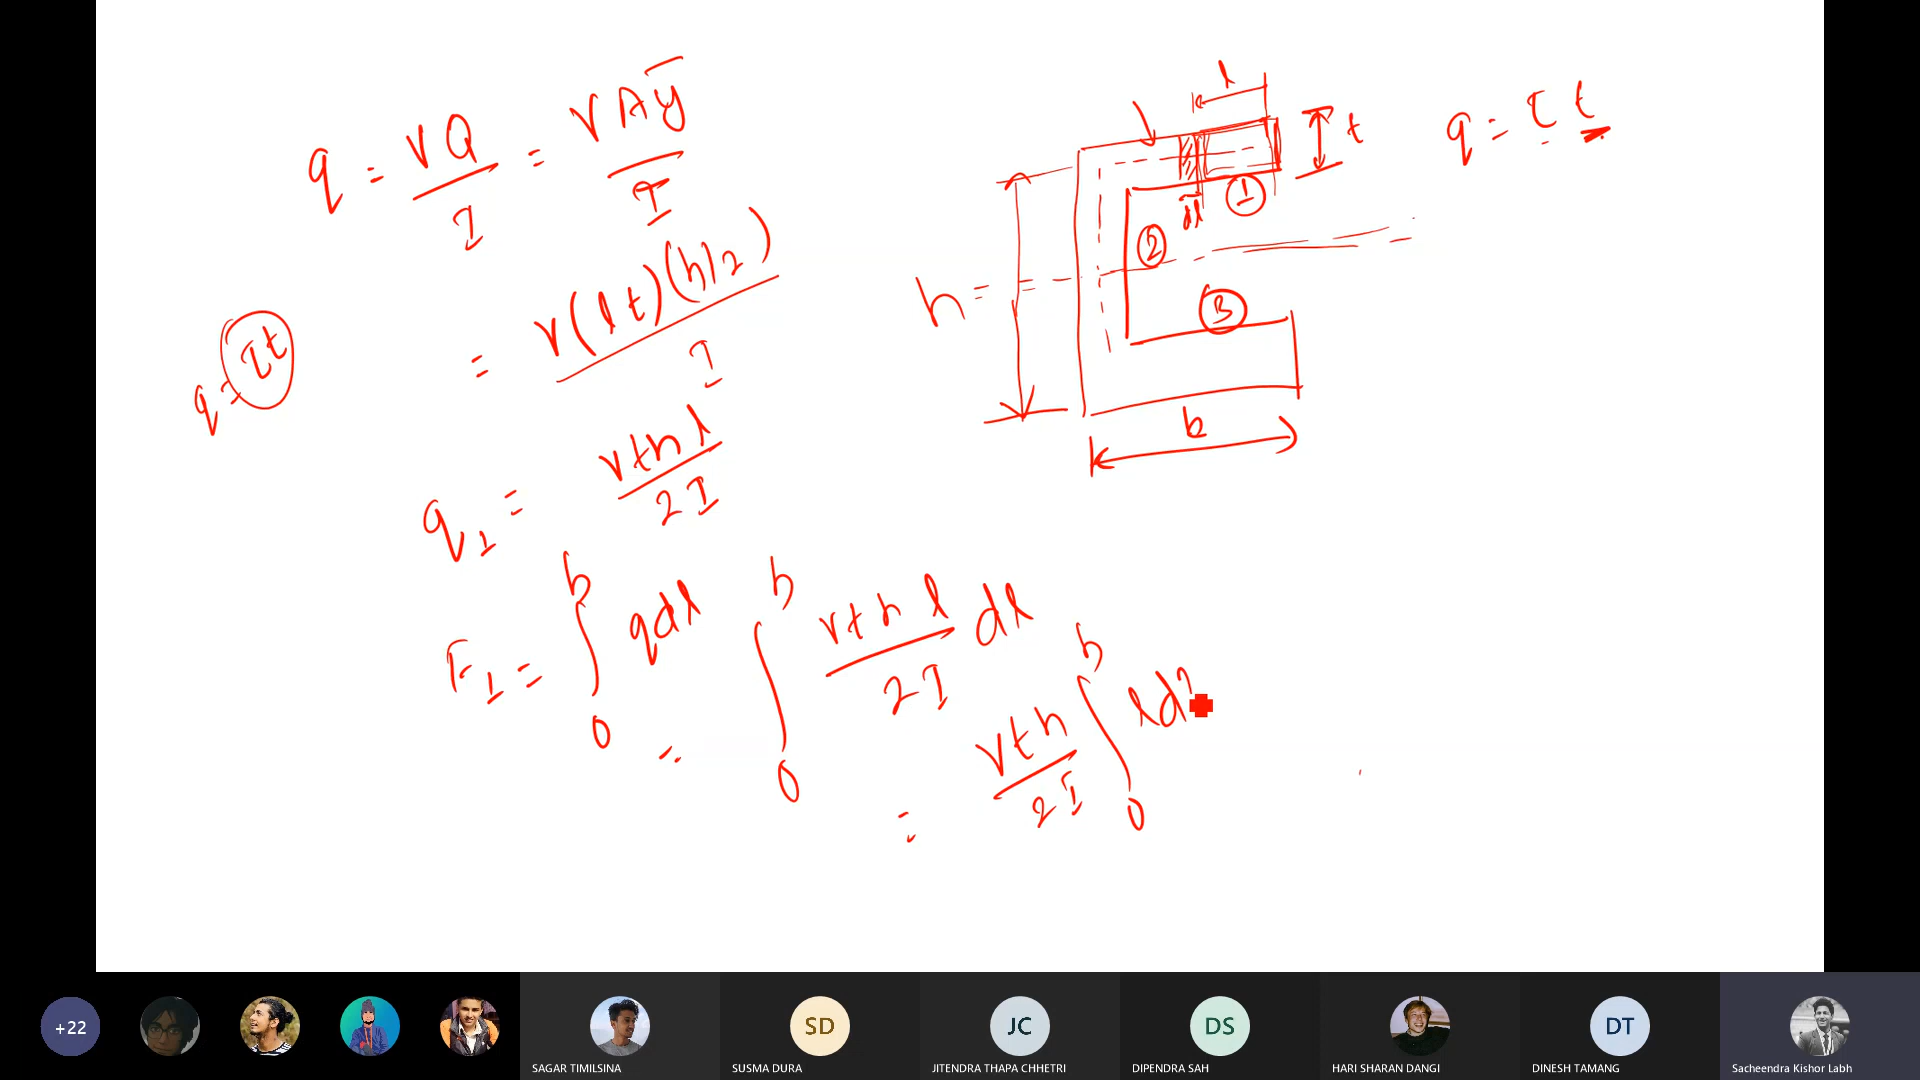 q = VQ/I = VAȳ/I
= V(lt)(h/2)/I
q = τt
q₁ = Vthl/2I
F₁ = ∫₀ᵇ q dl = ∫₀ᵇ Vthl/2I dl
= Vth/2I ∫₀ᵇ l d
l
t
q = τ t
dl
1
2
3
h =
b
+22
SD
JC
DS
DT
SAGAR TIMILSINA
SUSMA DURA
JITENDRA THAPA CHHETRI
DIPENDRA SAH
HARI SHARAN DANGI
DINESH TAMANG
Sacheendra Kishor Labh